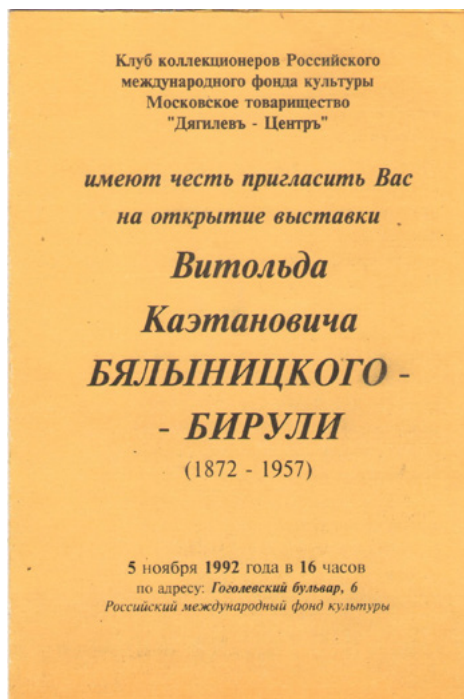 Клуб коллекционеров Российского
международного фонда культуры
Московское товарищество
"Дягилевъ - Центръ"
имеют честь пригласить Вас
на открытие выставки
Витольда
Каэтановича
БЯЛЫНИЦКОГО -
- БИРУЛИ
(1872 - 1957)
5 ноября 1992 года в 16 часов
по адресу: Гоголевский бульвар, 6
Российский международный фонд культуры